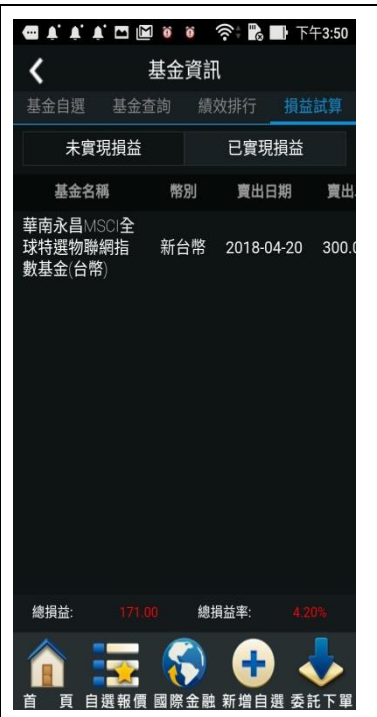 下午3:50
基金資訊
基金自選 基金查詢 績效排行 損益試算
未實現損益 已實現損益
基金名稱 幣別 賣出日期 賣出
華南永昌MSCI全
球特選物聯網指
數基金(台幣)
新台幣 2018-04-20 300.0
總損益: 171.00 總損益率: 4.20%
首 頁 自選報價 國際金融 新增自選 委託下單